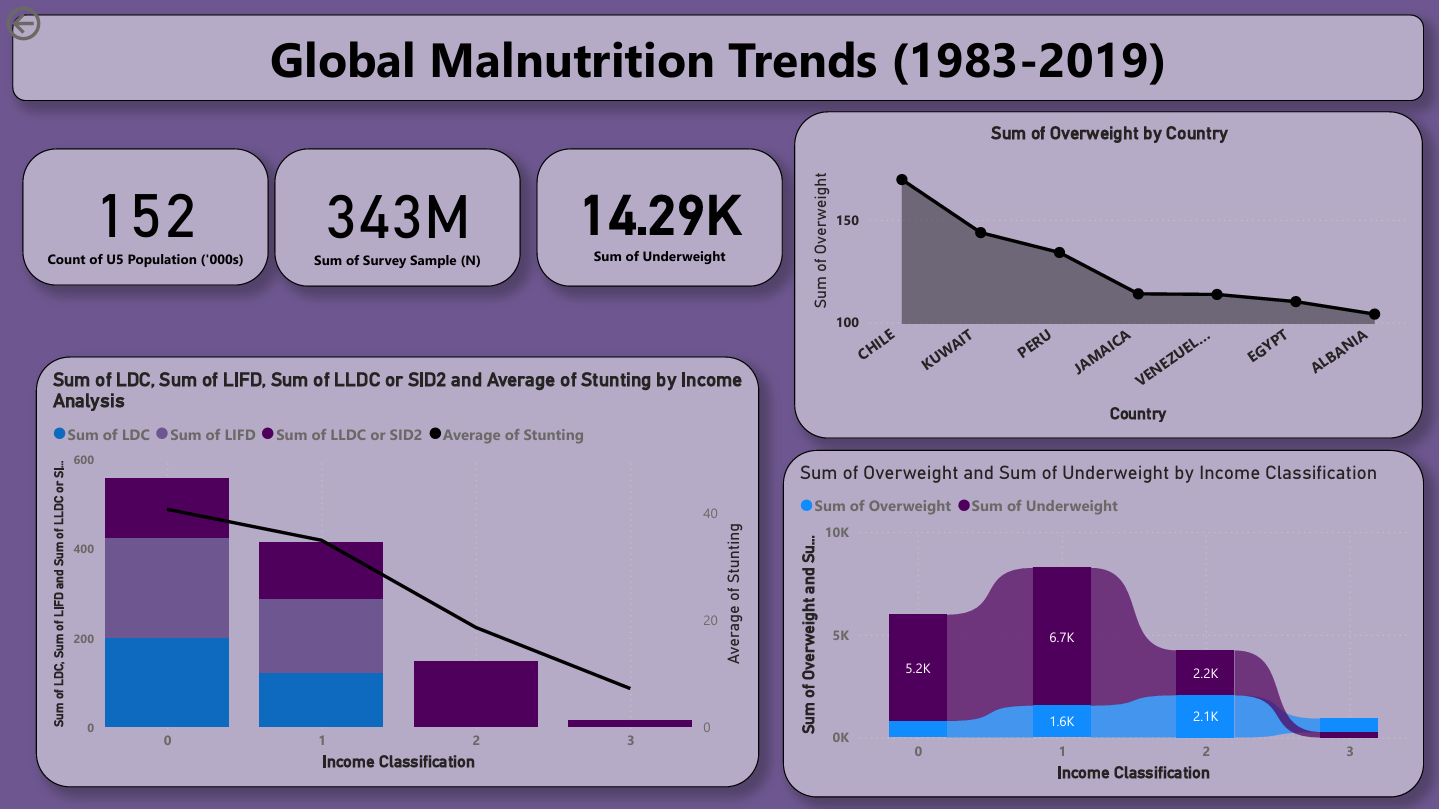 Global Malnutrition Trends (1983-2019)
152
Count of U5 Population ('000s)
343M
Sum of Survey Sample (N)
14.29K
Sum of Underweight
Sum of Overweight by Country
Sum of Overweight
150
100
CHILE
KUWAIT
PERU
JAMAICA
VENEZUEL...
EGYPT
ALBANIA
Country
Sum of LDC, Sum of LIFD, Sum of LLDC or SID2 and Average of Stunting by Income
Analysis
Sum of LDC Sum of LIFD Sum of LLDC or SID2 Average of Stunting
Sum of LDC, Sum of LIFD and Sum of LLDC or SI...
600
400
200
0
40
20
0
Average of Stunting
0 1 2 3
Income Classification
Sum of Overweight and Sum of Underweight by Income Classification
Sum of Overweight Sum of Underweight
Sum of Overweight and Su...
10K
5K
0K
5.2K
6.7K
1.6K
2.2K
2.1K
0 1 2 3
Income Classification